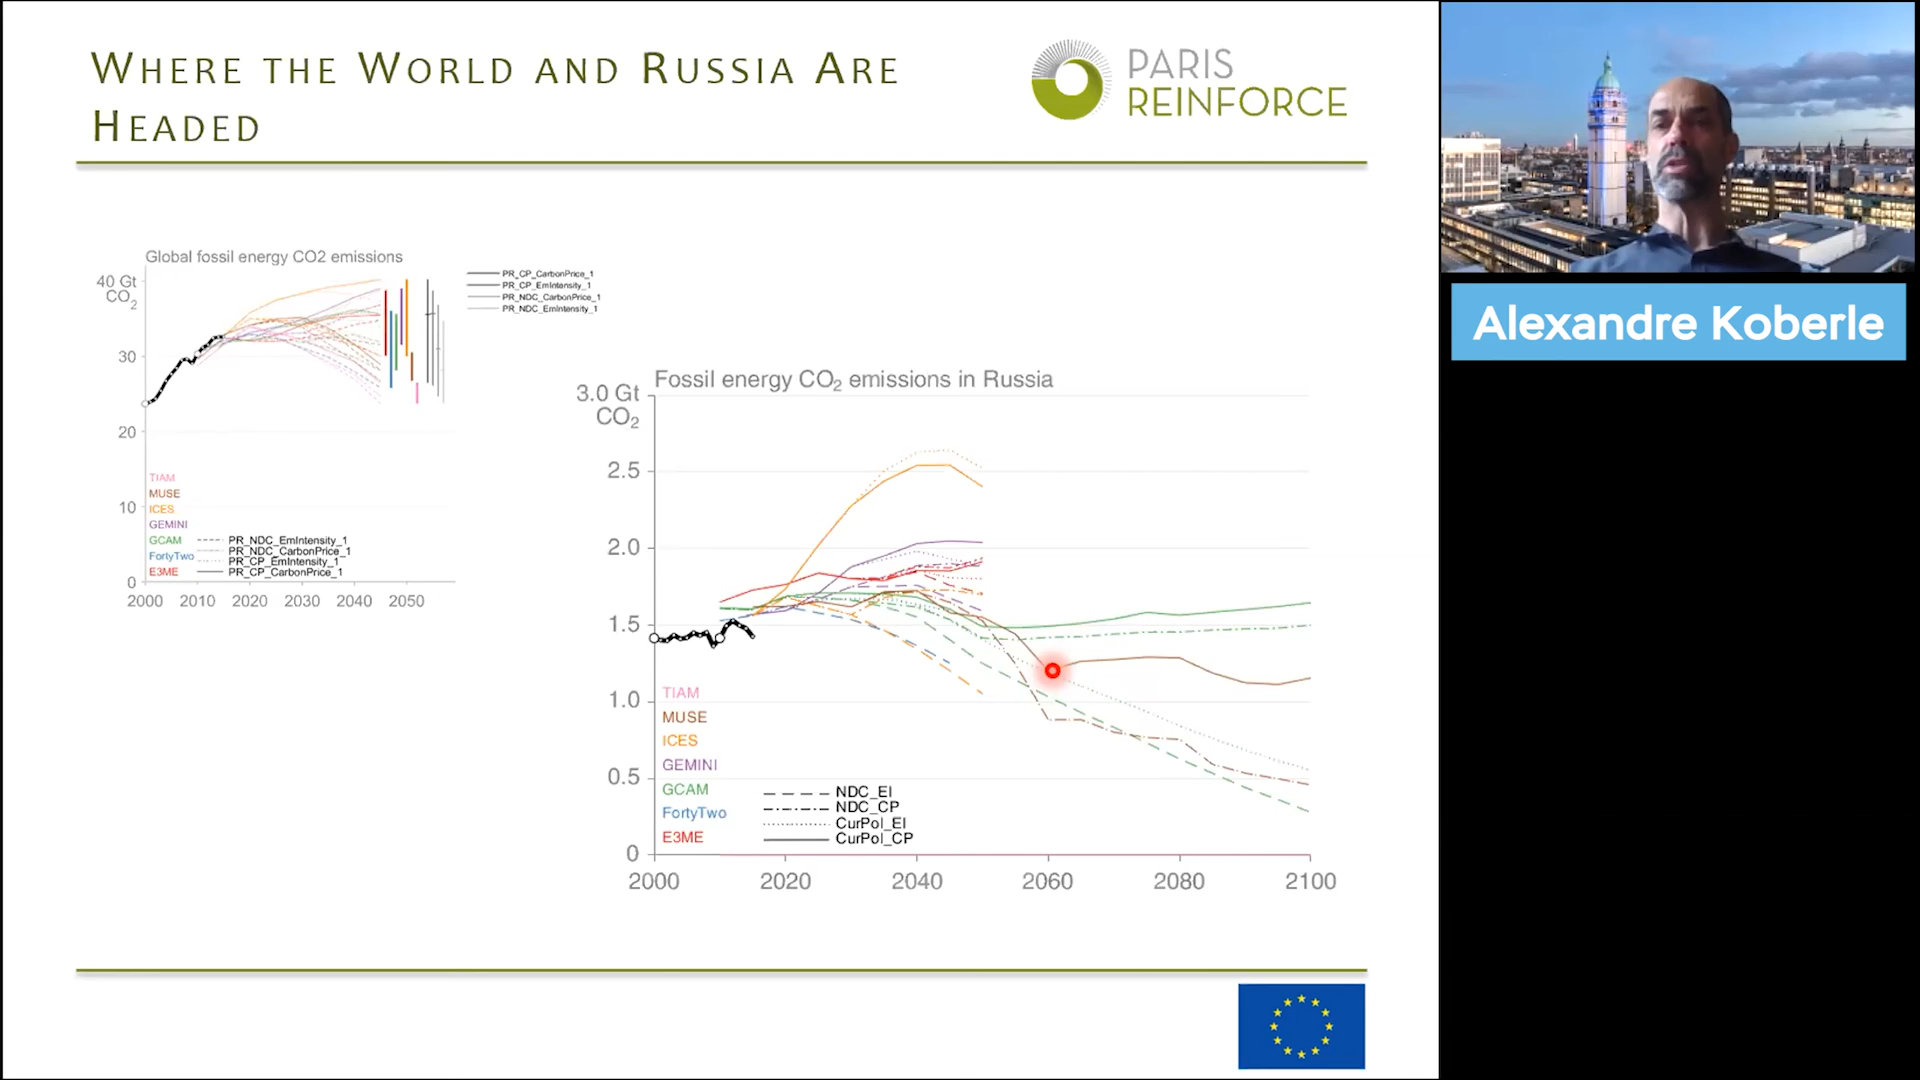 WHERE THE WORLD AND RUSSIA ARE
HEADED
PARIS
REINFORCE
Alexandre Koberle
Global fossil energy CO2 emissions
40 Gt
CO2
30
20
10
0
2000 2010 2020 2030 2040 2050
PR_CP_CarbonPrice_1
PR_CP_EmIntensity_1
PR_NDC_CarbonPrice_1
PR_NDC_EmIntensity_1
TIAM
MUSE
ICES
GEMINI
GCAM
FortyTwo
E3ME
PR_NDC_EmIntensity_1
PR_NDC_CarbonPrice_1
PR_CP_EmIntensity_1
PR_CP_CarbonPrice_1
Fossil energy CO2 emissions in Russia
3.0 Gt
CO2
2.5
2.0
1.5
1.0
0.5
0
TIAM
MUSE
ICES
GEMINI
GCAM
FortyTwo
E3ME
NDC_EI
NDC_CP
CurPol_EI
CurPol_CP
2000 2020 2040 2060 2080 2100